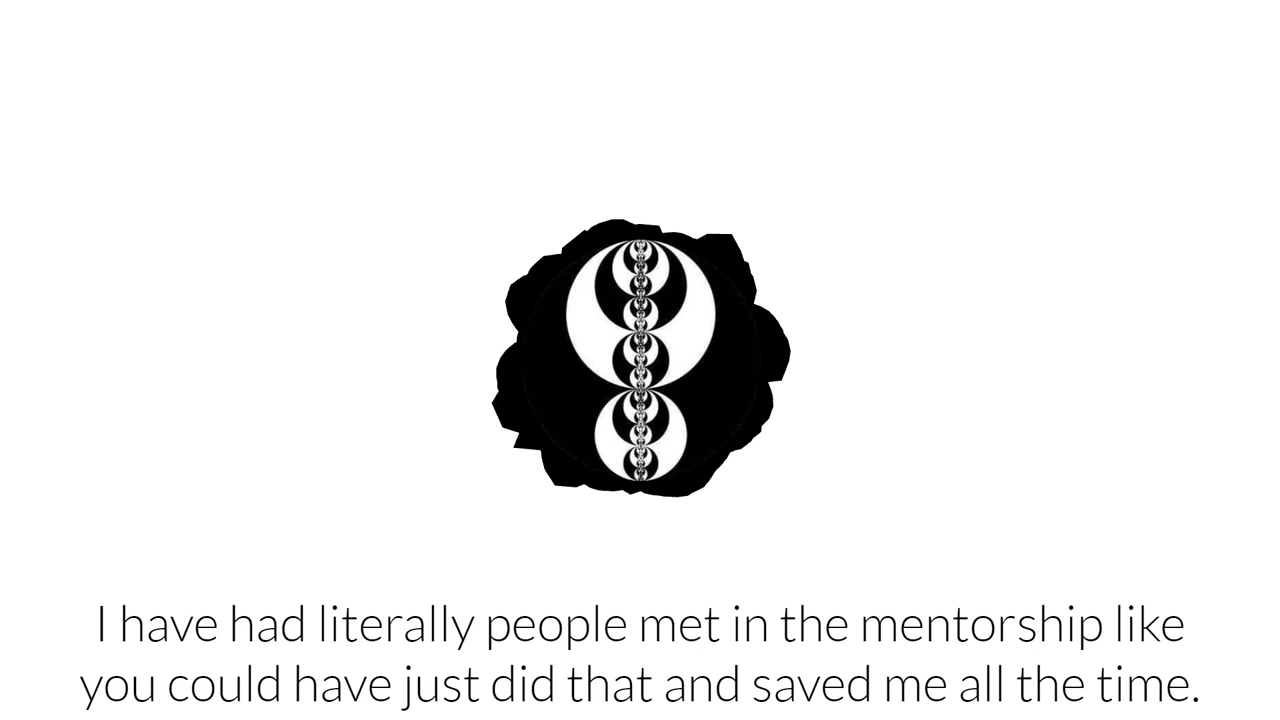 I have had literally people met in the mentorship like
you could have just did that and saved me all the time.